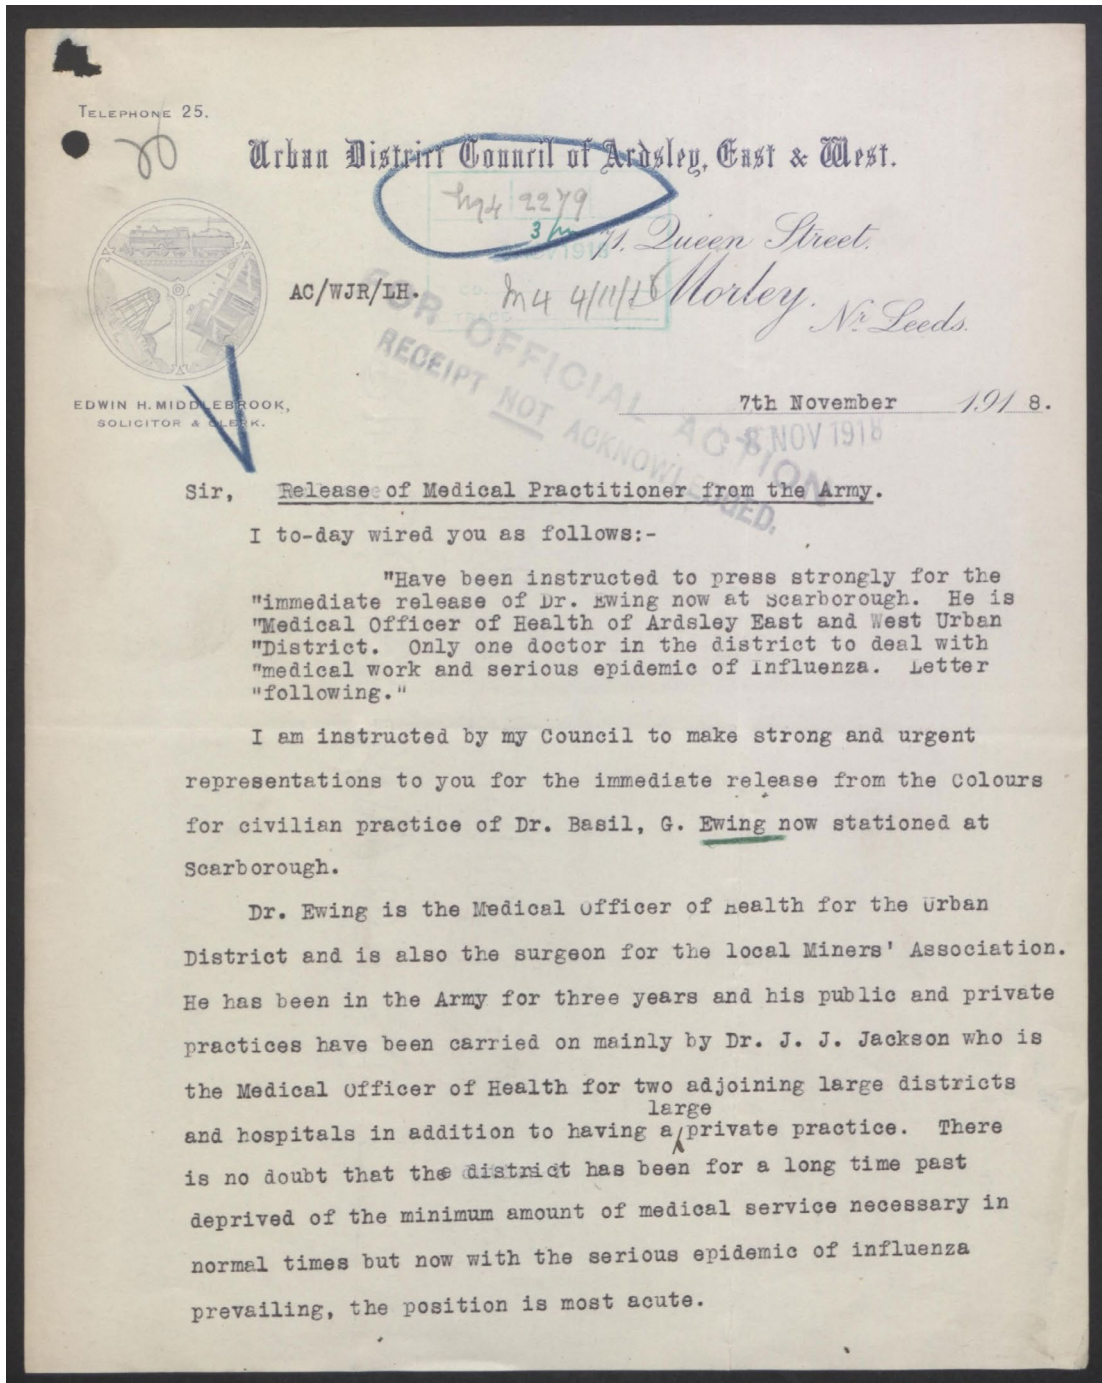 TELEPHONE 25.
Urban District Council of Ardsley, East & West.
M4 2279
3/
NOV 1918
71, Queen Street.
AC/WJR/LH.
M4 4/11/18
Morley.
Nr. Leeds.
FOR OFFICIAL ACTION
RECEIPT NOT ACKNOWLEDGED.
EDWIN H. MIDDLEBROOK,
SOLICITOR & CLERK.
7th November 1918.
8 NOV 1918
Sir, Release of Medical Practitioner from the Army.
I to-day wired you as follows:-
"Have been instructed to press strongly for the
"immediate release of Dr. Ewing now at Scarborough. He is
"Medical Officer of Health of Ardsley East and West Urban
"District. Only one doctor in the district to deal with
"medical work and serious epidemic of Influenza. Letter
"following."
I am instructed by my Council to make strong and urgent
representations to you for the immediate release from the Colours
for civilian practice of Dr. Basil, G. Ewing now stationed at
Scarborough.
Dr. Ewing is the Medical Officer of Health for the Urban
District and is also the surgeon for the local Miners' Association.
He has been in the Army for three years and his public and private
practices have been carried on mainly by Dr. J. J. Jackson who is
the Medical Officer of Health for two adjoining large districts
large
and hospitals in addition to having a private practice. There
is no doubt that the district has been for a long time past
deprived of the minimum amount of medical service necessary in
normal times but now with the serious epidemic of influenza
prevailing, the position is most acute.